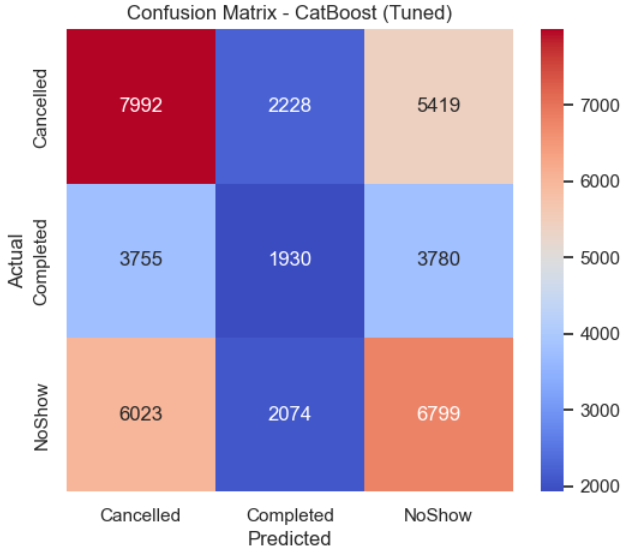 Confusion Matrix - CatBoost (Tuned)
Cancelled 7992 2228 5419
Completed 3755 1930 3780
NoShow 6023 2074 6799
Actual
Cancelled Completed NoShow
Predicted
7000
6000
5000
4000
3000
2000